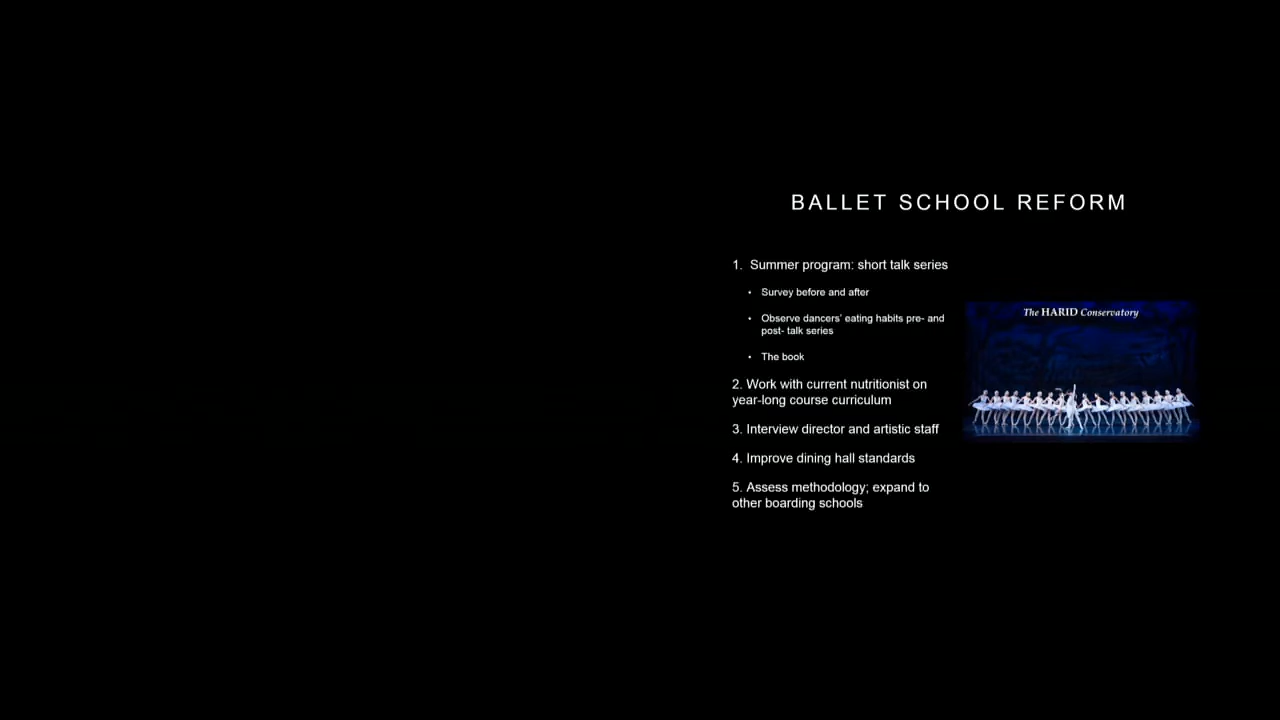 BALLET SCHOOL REFORM
1. Summer program: short talk series
• Survey before and after
• Observe dancers' eating habits pre- and
post- talk series
• The book
2. Work with current nutritionist on
year-long course curriculum
3. Interview director and artistic staff
4. Improve dining hall standards
5. Assess methodology; expand to
other boarding schools
The HARID Conservatory